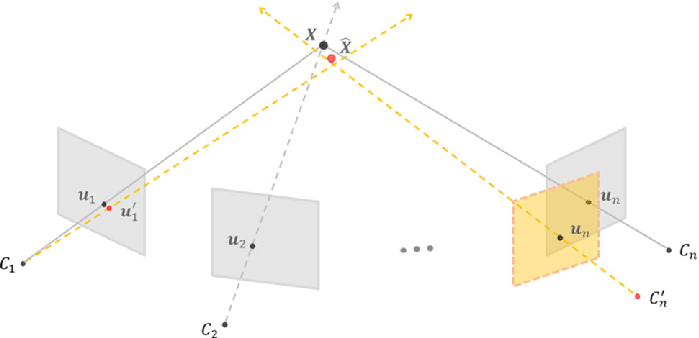 X
X̂
u₁
u₁′
u₂
uₙ
uₙ
C₁
C₂
Cₙ
Cₙ′